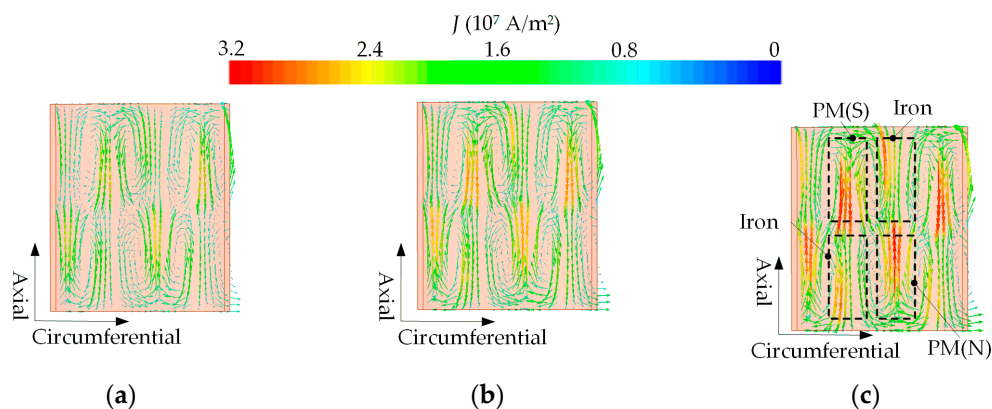 J (10⁷ A/m²)
3.2 2.4 1.6 0.8 0
PM(S) Iron
Iron
Axial Axial Axial
Circumferential Circumferential Circumferential
PM(N)
(a) (b) (c)